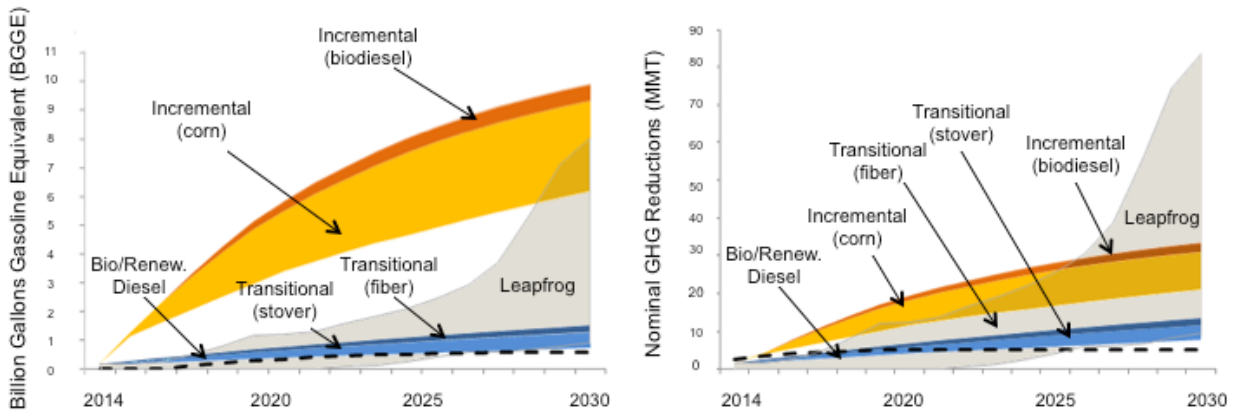 Billion Gallons Gasoline Equivalent (BGGE)
11
10
9
8
7
6
5
4
3
2
1
0
Incremental
(biodiesel)
Incremental
(corn)
Bio/Renew.
Diesel
Transitional
(stover)
Transitional
(fiber)
Leapfrog
2014
2020
2025
2030
Nominal GHG Reductions (MMT)
90
80
70
60
50
40
30
20
10
0
Transitional
(stover)
Transitional
(fiber)
Incremental
(biodiesel)
Incremental
(corn)
Leapfrog
Bio/Renew.
Diesel
2014
2020
2025
2030